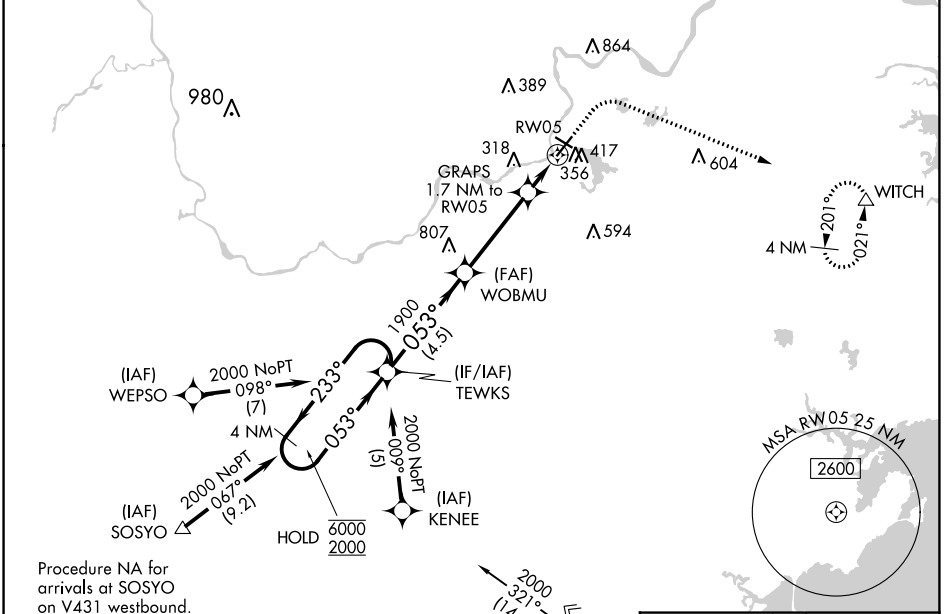 864
980
389
RW05
318
417
356
604
GRAPS
1.7 NM to
RW05
WITCH
201°
021°
4 NM
807
594
(FAF)
WOBMU
1900
053°
(4.5)
(IAF)
WEPSO
2000 NoPT
098°
(7)
233°
053°
4 NM
(IF/IAF)
TEWKS
2000 NoPT
009°
(5)
MSA RW05 25 NM
2600
2000 NoPT
067°
(9.2)
(IAF)
SOSYO
(IAF)
KENEE
HOLD
6000
2000
Procedure NA for
arrivals at SOSYO
on V431 westbound.
2000
321°